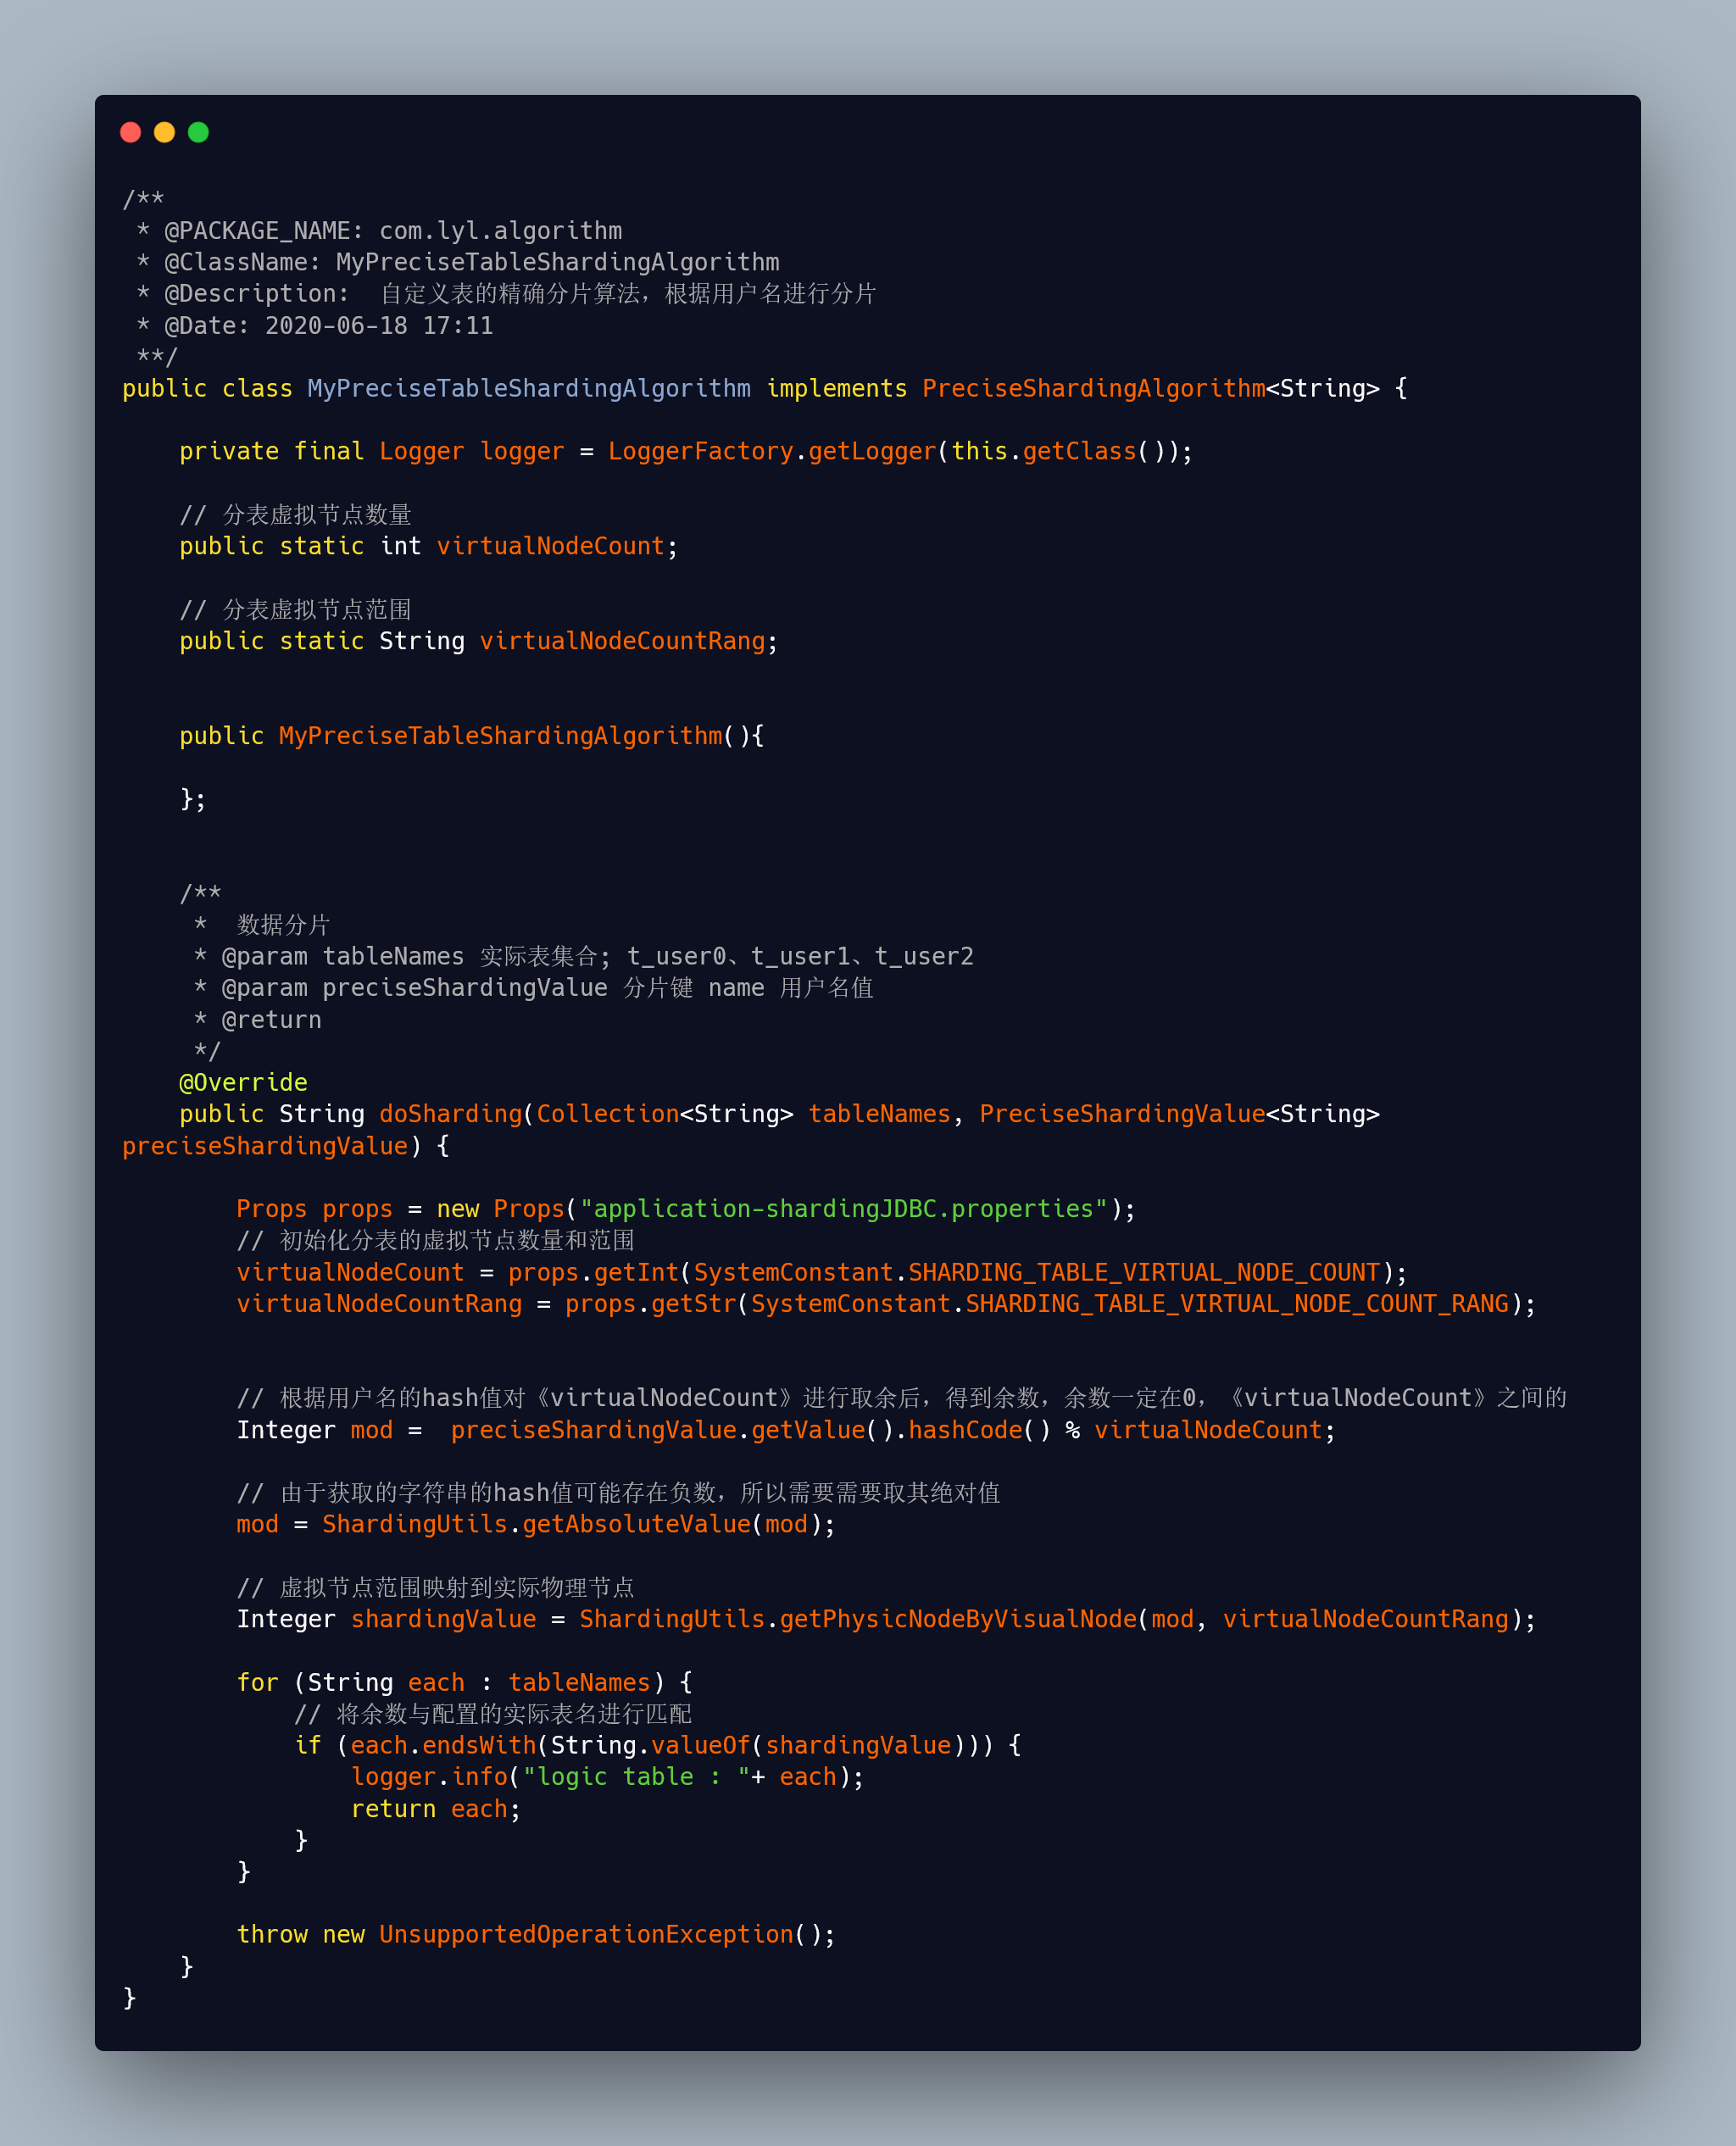 /**
 * @PACKAGE_NAME: com.lyl.algorithm
 * @ClassName: MyPreciseTableShardingAlgorithm
 * @Description:  自定义表的精确分片算法，根据用户名进行分片
 * @Date: 2020-06-18 17:11
 **/
public class MyPreciseTableShardingAlgorithm implements PreciseShardingAlgorithm<String> {
    private final Logger logger = LoggerFactory.getLogger(this.getClass());
    // 分表虚拟节点数量
    public static int virtualNodeCount;
    // 分表虚拟节点范围
    public static String virtualNodeCountRang;
    public MyPreciseTableShardingAlgorithm(){
    };
    /**
     *  数据分片
     * @param tableNames 实际表集合; t_user0、t_user1、t_user2
     * @param preciseShardingValue 分片键 name 用户名值
     * @return
     */
    @Override
    public String doSharding(Collection<String> tableNames, PreciseShardingValue<String>
preciseShardingValue) {
        Props props = new Props("application-shardingJDBC.properties");
        // 初始化分表的虚拟节点数量和范围
        virtualNodeCount = props.getInt(SystemConstant.SHARDING_TABLE_VIRTUAL_NODE_COUNT);
        virtualNodeCountRang = props.getStr(SystemConstant.SHARDING_TABLE_VIRTUAL_NODE_COUNT_RANG);
        // 根据用户名的hash值对《virtualNodeCount》进行取余后，得到余数，余数一定在0，《virtualNodeCount》之间的
        Integer mod =  preciseShardingValue.getValue().hashCode() % virtualNodeCount;
        // 由于获取的字符串的hash值可能存在负数，所以需要需要取其绝对值
        mod = ShardingUtils.getAbsoluteValue(mod);
        // 虚拟节点范围映射到实际物理节点
        Integer shardingValue = ShardingUtils.getPhysicNodeByVisualNode(mod, virtualNodeCountRang);
        for (String each : tableNames) {
            // 将余数与配置的实际表名进行匹配
            if (each.endsWith(String.valueOf(shardingValue))) {
                logger.info("logic table : "+ each);
                return each;
            }
        }
        throw new UnsupportedOperationException();
    }
}